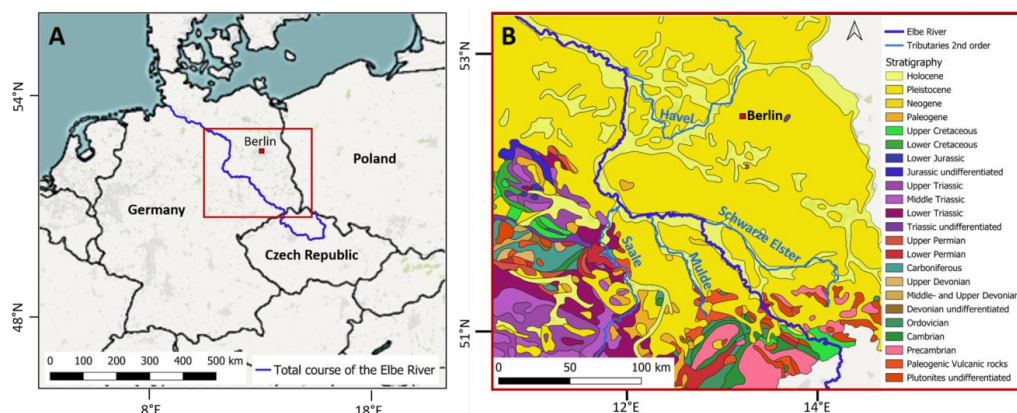 A
54°N
48°N
8°E
18°E
Berlin
Poland
Germany
Czech Republic
0 100 200 300 400 500 km
Total course of the Elbe River
B
53°N
51°N
12°E
14°E
Havel
Berlin
Schwarze Elster
Saale
Mulde
0 50 100 km
Elbe River
Tributaries 2nd order
Stratigraphy
Holocene
Pleistocene
Neogene
Paleogene
Upper Cretaceous
Lower Cretaceous
Lower Jurassic
Jurassic undifferentiated
Upper Triassic
Middle Triassic
Lower Triassic
Triassic undifferentiated
Upper Permian
Lower Permian
Carboniferous
Upper Devonian
Middle- and Upper Devonian
Devonian undifferentiated
Ordovician
Cambrian
Precambrian
Paleogenic Vulcanic rocks
Plutonites undifferentiated